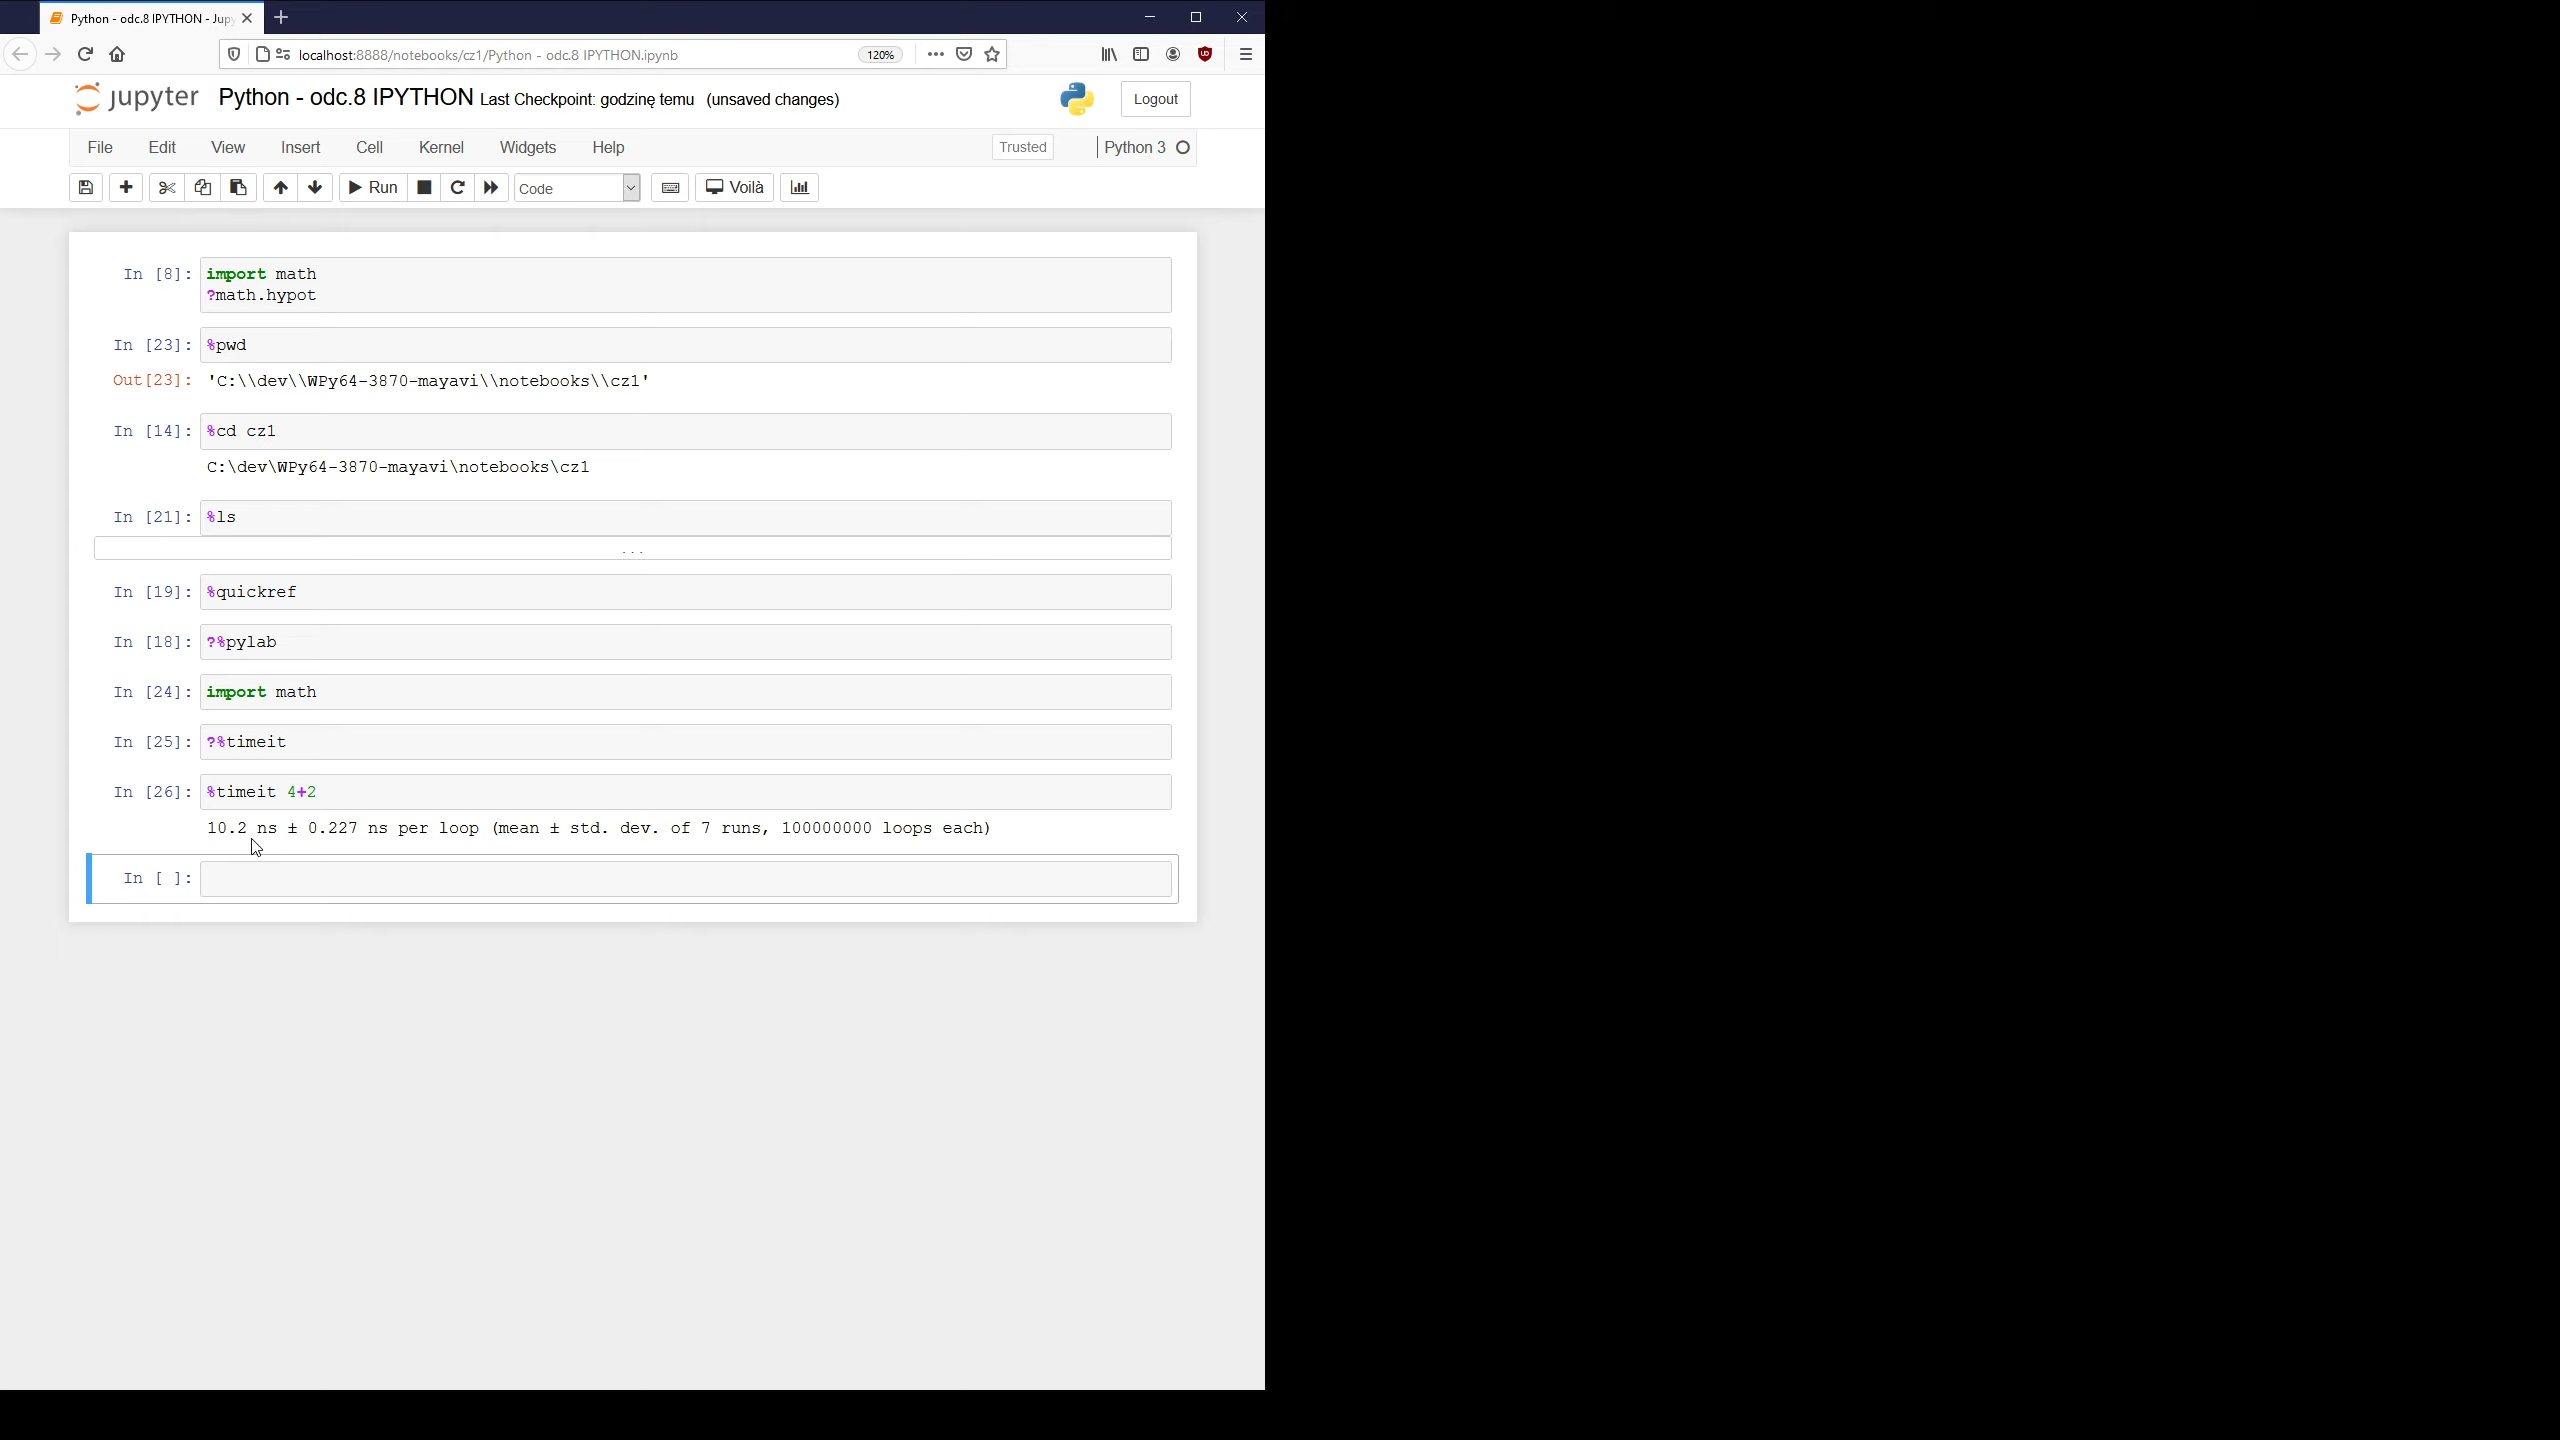 Python - odc.8 IPYTHON - Jupy
localhost:8888/notebooks/cz1/Python - odc.8 IPYTHON.ipynb
120%
jupyter Python - odc.8 IPYTHON Last Checkpoint: godzinę temu (unsaved changes)
Logout
File Edit View Insert Cell Kernel Widgets Help
Trusted
Python 3
Run
Code
Voilà
In [8]: import math
?math.hypot
In [23]: %pwd
Out[23]: 'C:\\dev\\WPy64-3870-mayavi\\notebooks\\cz1'
In [14]: %cd cz1
C:\dev\WPy64-3870-mayavi\notebooks\cz1
In [21]: %ls
...
In [19]: %quickref
In [18]: ?%pylab
In [24]: import math
In [25]: ?%timeit
In [26]: %timeit 4+2
10.2 ns ± 0.227 ns per loop (mean ± std. dev. of 7 runs, 100000000 loops each)
In [ ]: